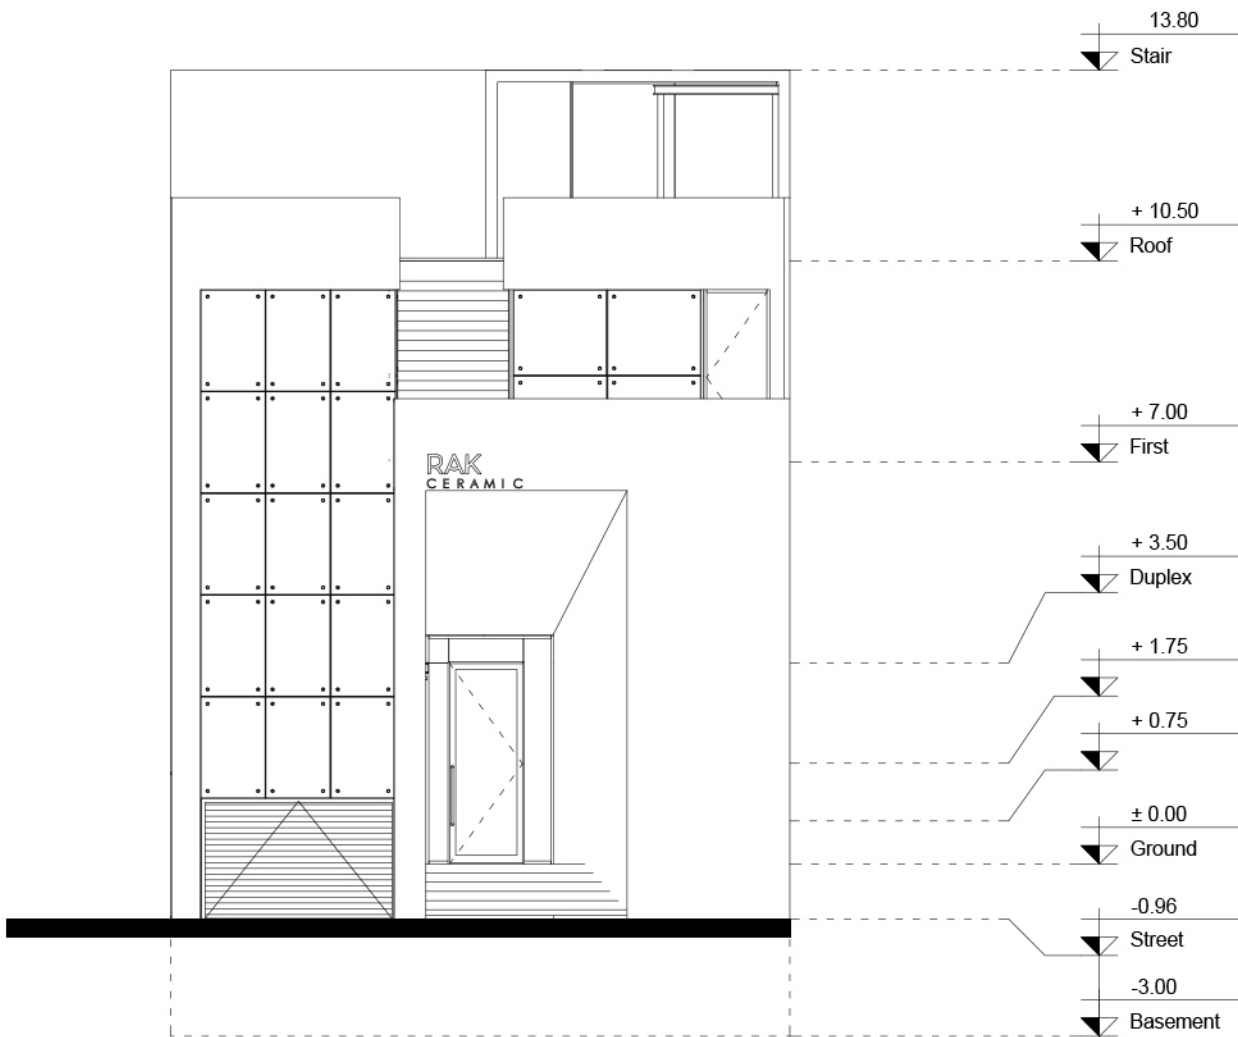 13.80
Stair
+ 10.50
Roof
+ 7.00
First
RAK
CERAMIC
+ 3.50
Duplex
+ 1.75
+ 0.75
± 0.00
Ground
-0.96
Street
-3.00
Basement